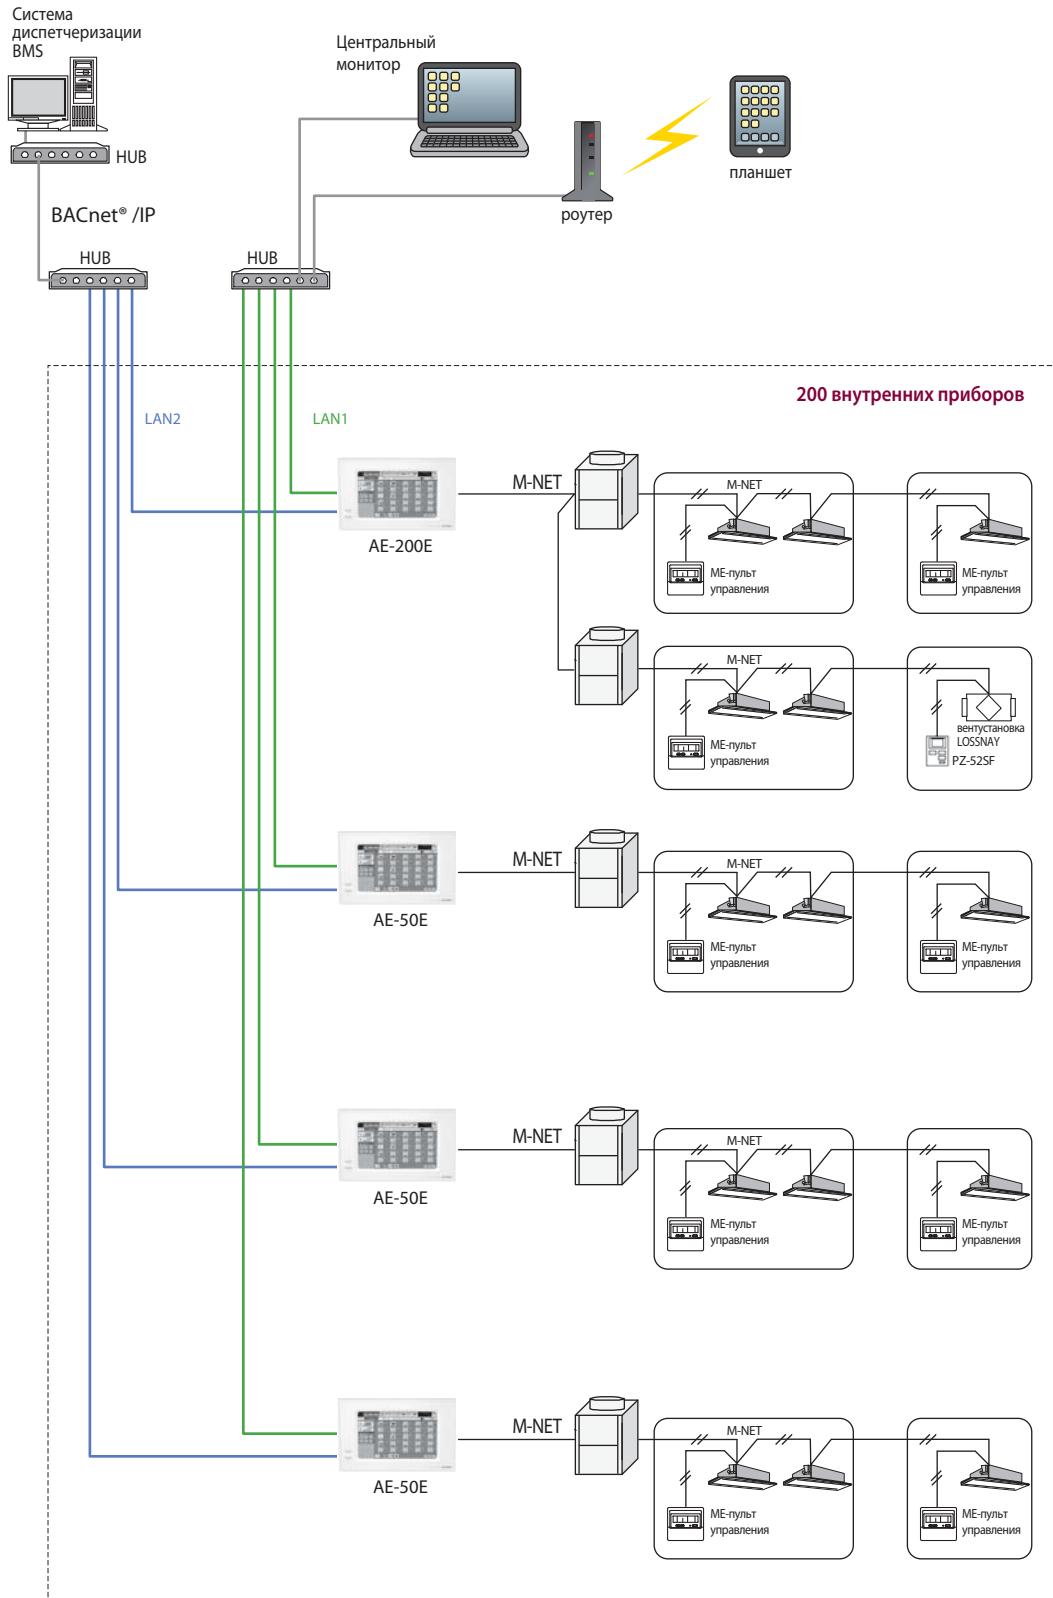 Система
диспетчеризации
BMS
Центральный
монитор
HUB
планшет
роутер
BACnet® /IP
HUB
HUB
200 внутренних приборов
LAN2
LAN1
M-NET
M-NET
AE-200E
ME-пульт
управления
ME-пульт
управления
M-NET
ME-пульт
управления
вентустановка
LOSSNAY
PZ-52SF
M-NET
M-NET
AE-50E
ME-пульт
управления
ME-пульт
управления
M-NET
M-NET
AE-50E
ME-пульт
управления
ME-пульт
управления
M-NET
M-NET
AE-50E
ME-пульт
управления
ME-пульт
управления